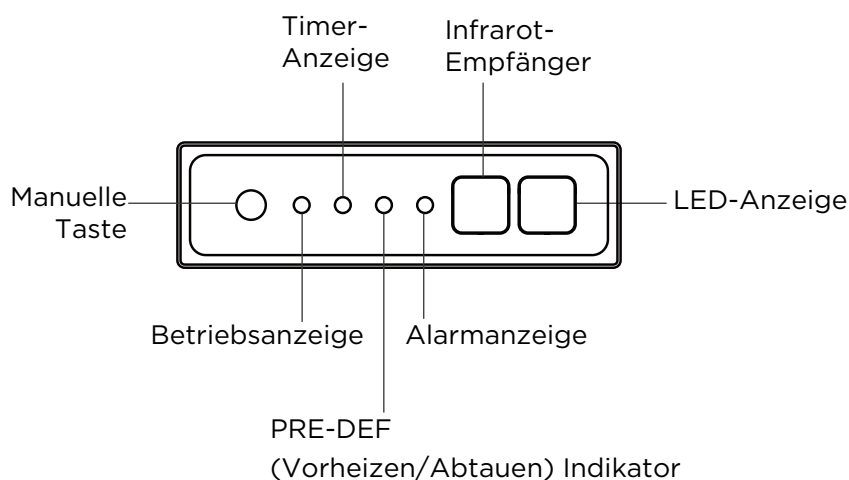 Timer-
Anzeige
Infrarot-
Empfänger
Manuelle
Taste
LED-Anzeige
Betriebsanzeige
Alarmanzeige
PRE-DEF
(Vorheizen/Abtauen) Indikator